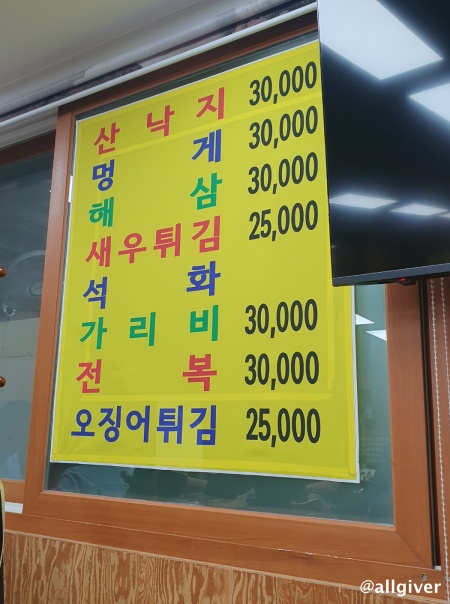 산 낙 지 30,000
멍 게 30,000
해 삼 30,000
새우튀김 25,000
석 화
가 리 비 30,000
전 복 30,000
오징어튀김 25,000
@allgiver